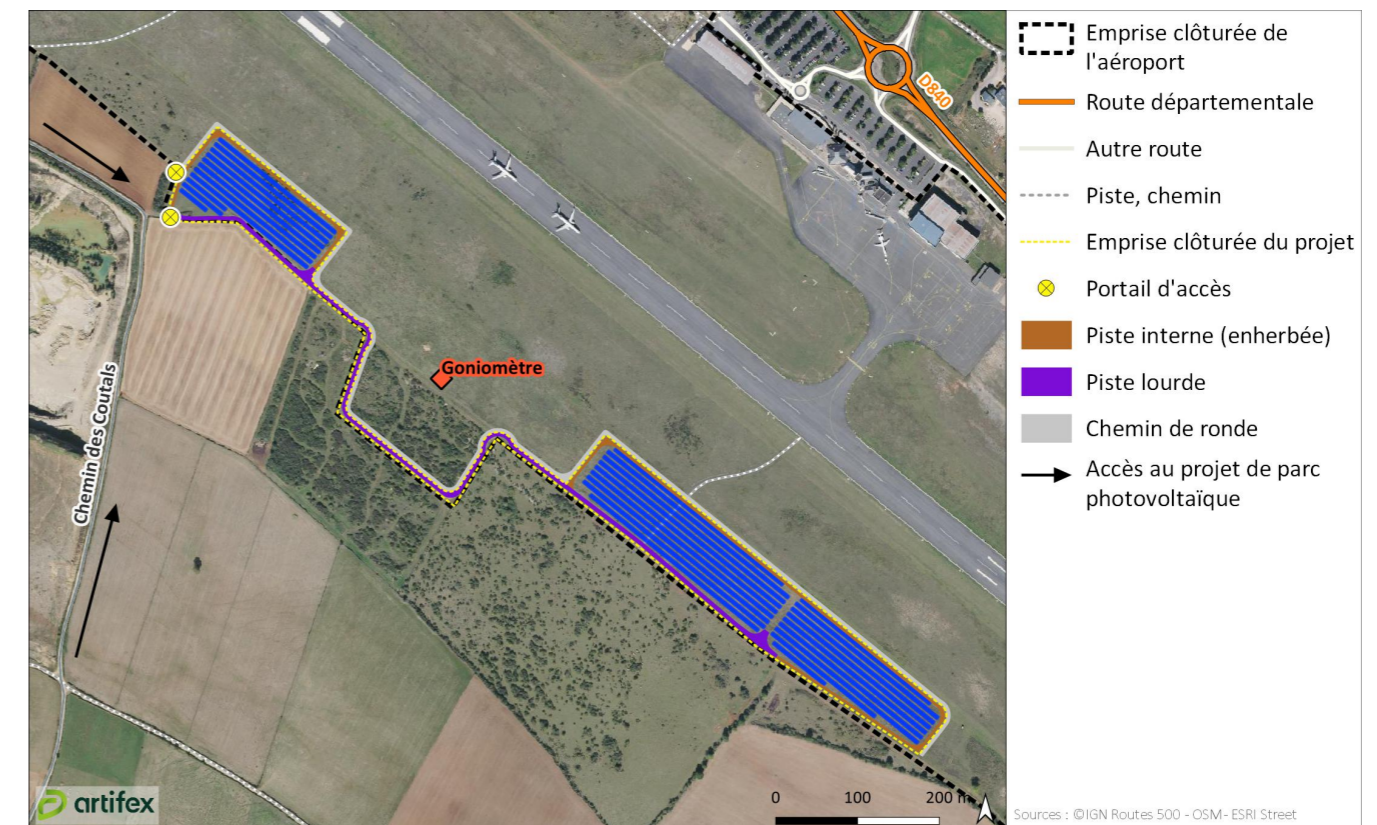 D840
Goniomètre
Chemin des Coutals
artifex
0 100 200 m
Emprise clôturée de
l'aéroport
Route départementale
Autre route
Piste, chemin
Emprise clôturée du projet
Portail d'accès
Piste interne (enherbée)
Piste lourde
Chemin de ronde
Accès au projet de parc
photovoltaïque
Sources : ©IGN Routes 500 - OSM- ESRI Street